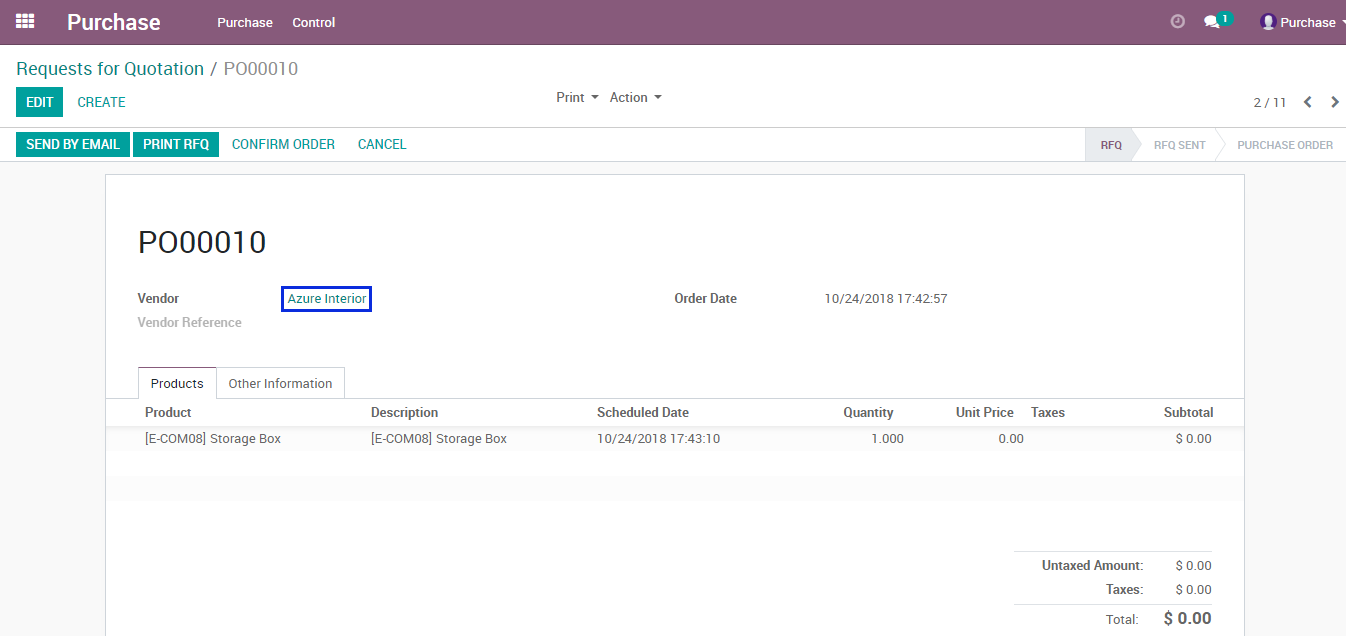 Purchase Purchase Control 1 Purchase
Requests for Quotation / PO00010
EDIT CREATE Print Action 2 / 11
SEND BY EMAIL PRINT RFQ CONFIRM ORDER CANCEL RFQ RFQ SENT PURCHASE ORDER
PO00010
Vendor Azure Interior Order Date 10/24/2018 17:42:57
Vendor Reference
Products Other Information
Product Description Scheduled Date Quantity Unit Price Taxes Subtotal
[E-COM08] Storage Box [E-COM08] Storage Box 10/24/2018 17:43:10 1.000 0.00 $ 0.00
Untaxed Amount: $ 0.00
Taxes: $ 0.00
Total: $ 0.00